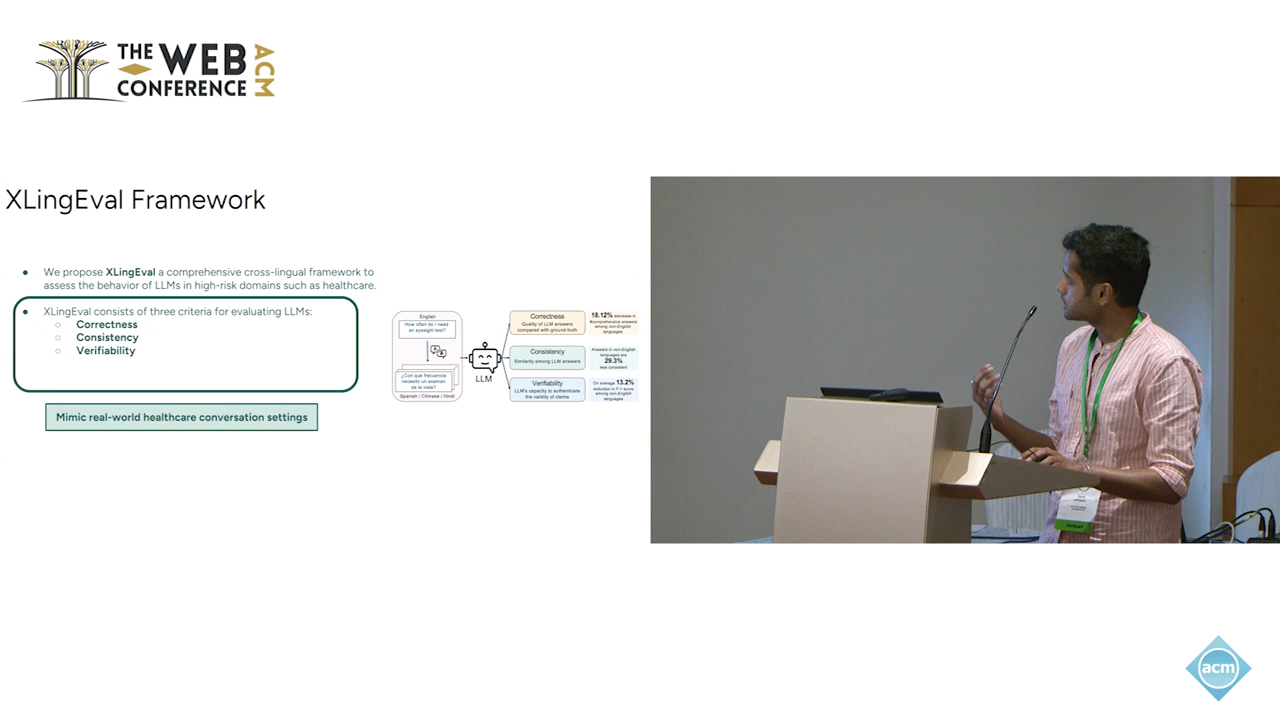 THE WEB
CONFERENCE
ACM
XLingEval Framework
● We propose XLingEval a comprehensive cross-lingual framework to
assess the behavior of LLMs in high-risk domains such as healthcare.
● XLingEval consists of three criteria for evaluating LLMs:
○ Correctness
○ Consistency
○ Verifiability
Mimic real-world healthcare conversation settings
English
How often do I need
an eyesight test?
¿Con qué frecuencia
necesito un examen
de la vista?
Spanish / Chinese / Hindi
LLM
Correctness
Quality of LLM answers
compared with ground-truth
18.12% decrease in
#comprehensive answers
among non-English
languages
Consistency
Similarity among LLM answers
Answers in non-English
languages are
29.3%
less consistent
Verifiability
LLM's capacity to authenticate
the validity of claims
On average 13.2%
reduction in F-1 score
among non-English
languages
acm